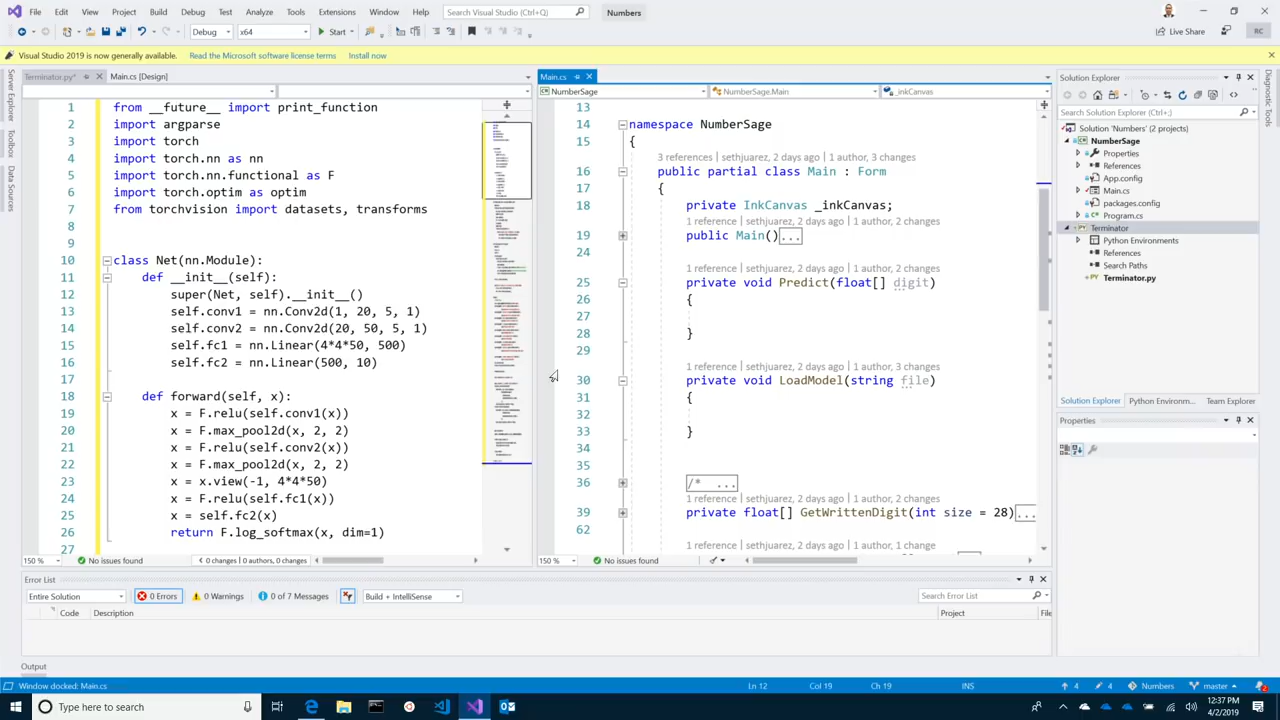 File Edit View Project Build Debug Test Analyze Tools Extensions Window Help Search Visual Studio (Ctrl+Q) Numbers
Debug x64 Start Live Share RC
Visual Studio 2019 is now generally available. Read the Microsoft software license terms Install now
Server Explorer
Toolbox
Data Sources
Terminator.py* Main.cs [Design]
1 from __future__ import print_function
2 import argparse
3 import torch
4 import torch.nn as nn
5 import torch.nn.functional as F
6 import torch.optim as optim
7 from torchvision import datasets, transforms
8
9
10 class Net(nn.Module):
11 def __init__(self):
12 super(Net, self).__init__()
13 self.conv1 = nn.Conv2d(1, 20, 5, 1)
14 self.conv2 = nn.Conv2d(20, 50, 5, 1)
15 self.fc1 = nn.Linear(4*4*50, 500)
16 self.fc2 = nn.Linear(500, 10)
17
18 def forward(self, x):
19 x = F.relu(self.conv1(x))
20 x = F.max_pool2d(x, 2, 2)
21 x = F.relu(self.conv2(x))
22 x = F.max_pool2d(x, 2, 2)
23 x = x.view(-1, 4*4*50)
24 x = F.relu(self.fc1(x))
25 x = self.fc2(x)
26 return F.log_softmax(x, dim=1)
27
150 % No issues found 0 changes | 0 authors, 0 changes
Main.cs
NumberSage NumberSage.Main _inkCanvas
13
14 namespace NumberSage
15 {
3 references | sethjuarez, 2 days ago | 1 author, 3 changes
16 public partial class Main : Form
17 {
18 private InkCanvas _inkCanvas;
1 reference | sethjuarez, 2 days ago | 1 author, 2 changes
19 public Main()...
24
1 reference | sethjuarez, 2 days ago | 1 author, 2 changes
25 private void Predict(float[] digit)
26 {
27
28 }
29
1 reference | sethjuarez, 2 days ago | 1 author, 3 changes
30 private void LoadModel(string file)
31 {
32
33 }
34
35
36 /* ...
1 reference | sethjuarez, 2 days ago | 1 author, 2 changes
39 private float[] GetWrittenDigit(int size = 28)...
62
1 reference | sethjuarez, 2 days ago | 1 author, 1 change
150 % No issues found
Solution Explorer
Search Solution Explorer (Ctrl+;)
Solution 'Numbers' (2 projects)
NumberSage
Properties
References
App.config
Main.cs
packages.config
Program.cs
Terminator
Python Environments
References
Search Paths
Terminator.py
Solution Explorer Python Environm... Team Explorer
Properties
Diagnostic Tools
Error List
Entire Solution 0 Errors 0 Warnings 0 of 7 Messages Build + IntelliSense Search Error List
Code Description Project File
Output
Window docked: Main.cs Ln 12 Col 19 Ch 19 INS 4 4 Numbers master 2
Type here to search 12:37 PM
4/2/2019